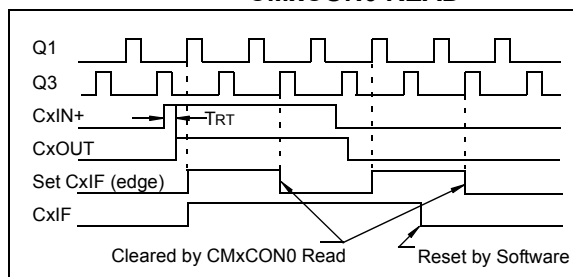 CMxCON0 READ
Q1
Q3
CxIN+
TRT
CxOUT
Set CxIF (edge)
CxIF
Cleared by CMxCON0 Read
Reset by Software